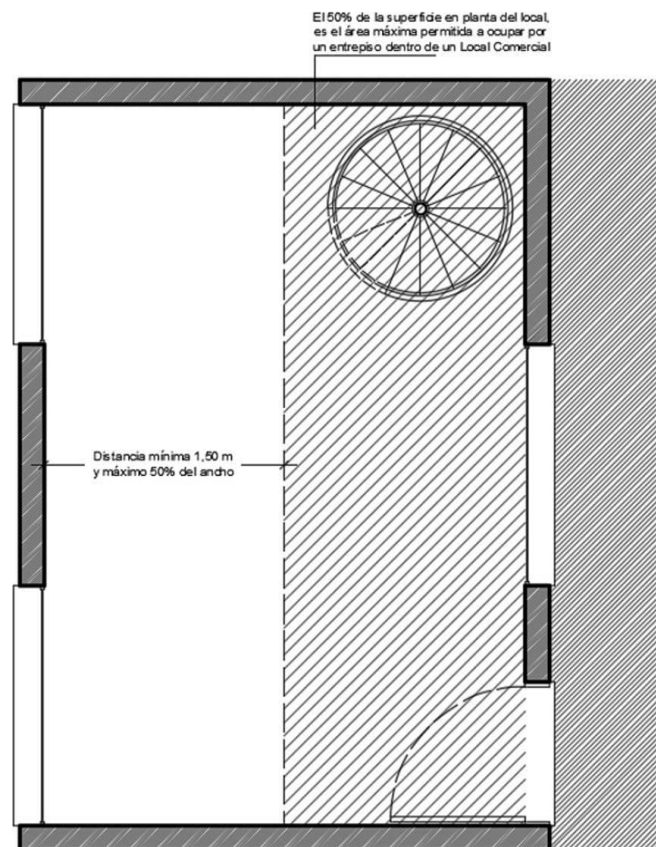 El 50% de la superficie en planta del local,
es el área máxima permitida a ocupar por
un entrepiso dentro de un Local Comercial
Distancia mínima 1,50 m
y máximo 50% del ancho